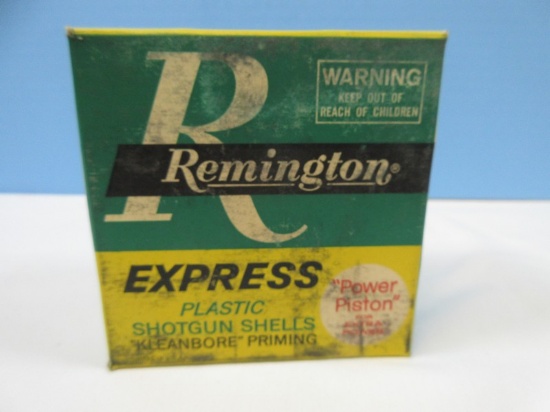 R
WARNING
KEEP OUT OF
REACH OF CHILDREN
Remington®
EXPRESS
PLASTIC
SHOTGUN SHELLS
"KLEANBORE" PRIMING
"Power
Piston"